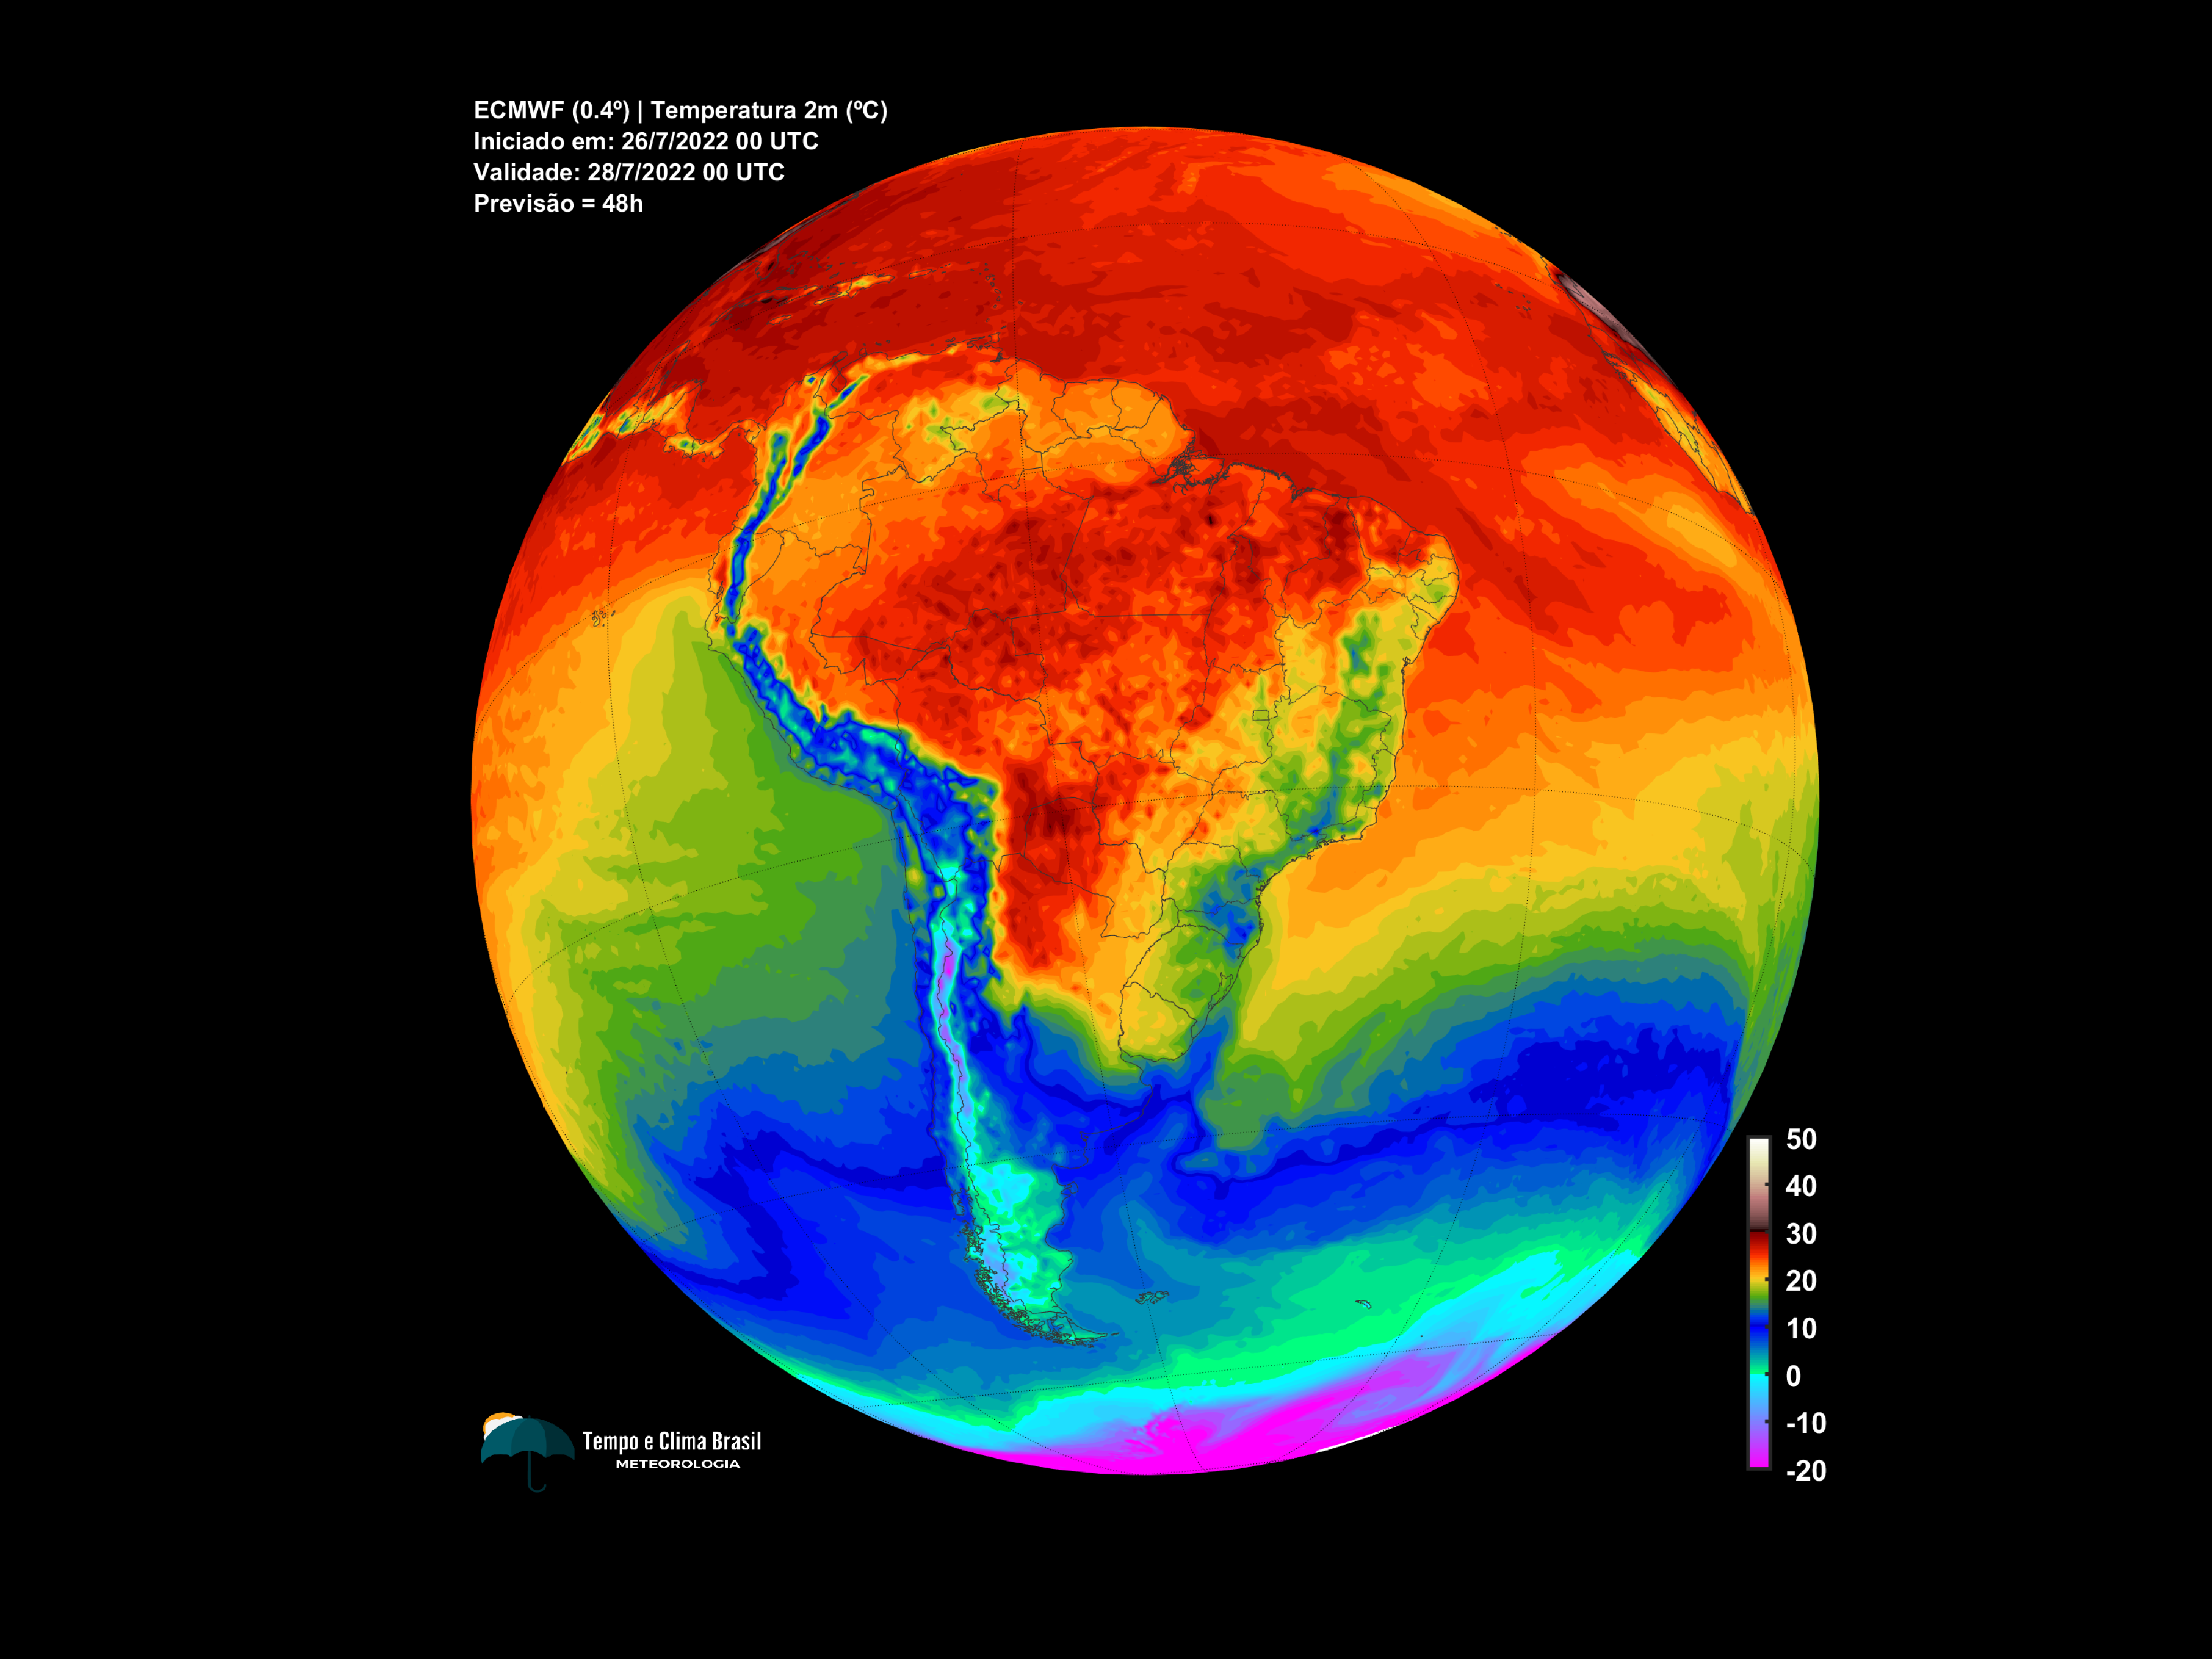 ECMWF (0.4º) | Temperatura 2m (ºC)
Iniciado em: 26/7/2022 00 UTC
Validade: 28/7/2022 00 UTC
Previsão = 48h
50
40
30
20
10
0
-10
-20
Tempo e Clima Brasil
METEOROLOGIA